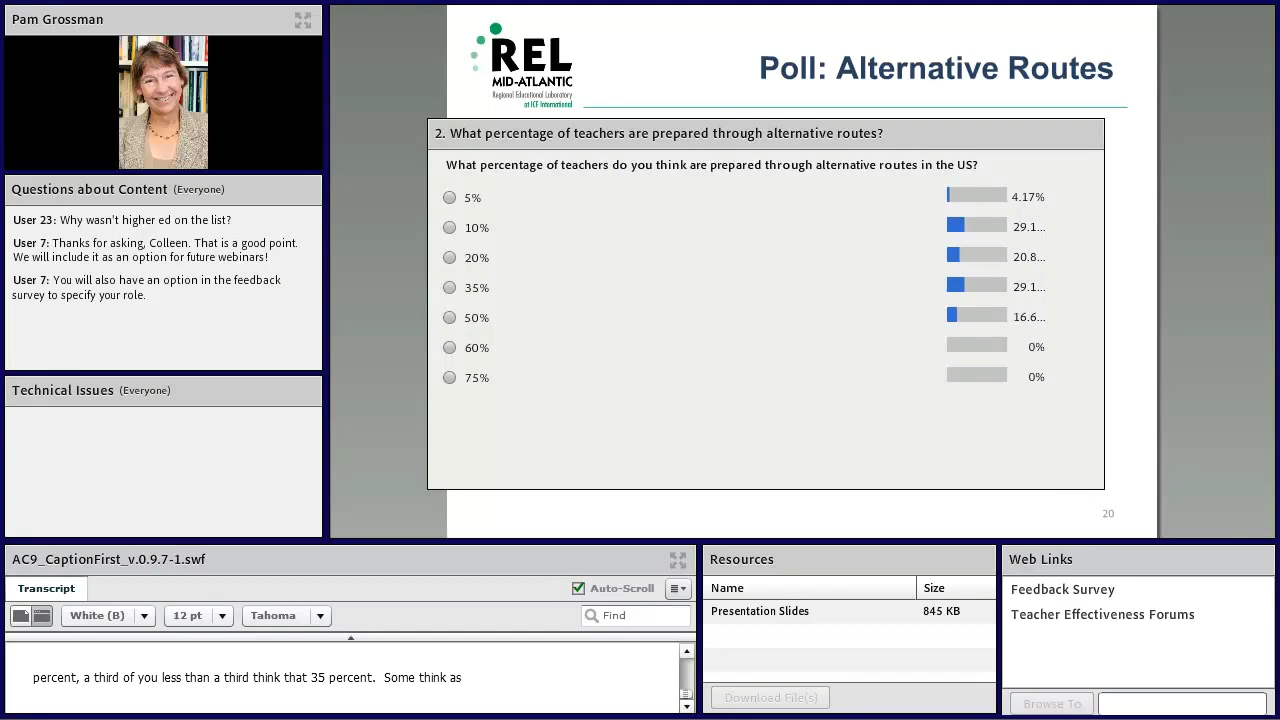 Pam Grossman
Questions about Content (Everyone)
User 23: Why wasn't higher ed on the list?
User 7: Thanks for asking, Colleen. That is a good point.
We will include it as an option for future webinars!
User 7: You will also have an option in the feedback
survey to specify your role.
Technical Issues (Everyone)
REL
MID-ATLANTIC
Regional Educational Laboratory
at ICF International
Poll: Alternative Routes
2. What percentage of teachers are prepared through alternative routes?
What percentage of teachers do you think are prepared through alternative routes in the US?
5% 4.17%
10% 29.1...
20% 20.8...
35% 29.1...
50% 16.6...
60% 0%
75% 0%
20
AC9_CaptionFirst_v.0.9.7-1.swf
Transcript Auto-Scroll
White (B) 12 pt Tahoma Find
percent, a third of you less than a third think that 35 percent. Some think as
Resources
Name Size
Presentation Slides 845 KB
Download File(s)
Web Links
Feedback Survey
Teacher Effectiveness Forums
Browse To